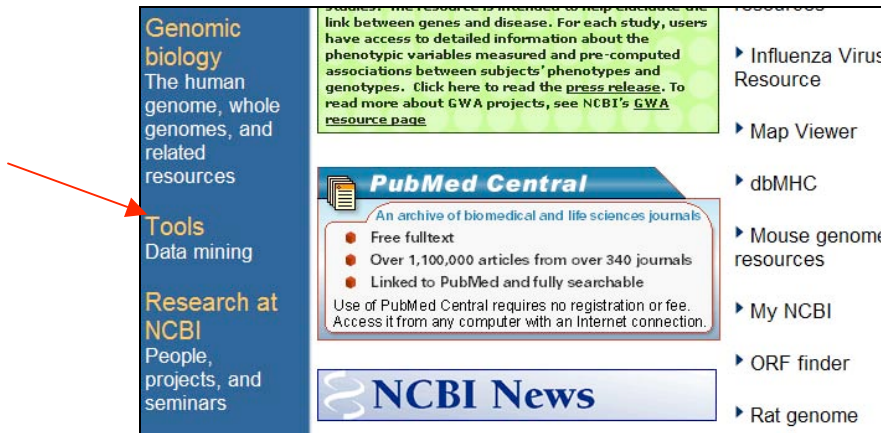 Genomic
biology
The human
genome, whole
genomes, and
related
resources
Tools
Data mining
Research at
NCBI
People,
projects, and
seminars
link between genes and disease. For each study, users
have access to detailed information about the
phenotypic variables measured and pre-computed
associations between subjects' phenotypes and
genotypes. Click here to read the press release. To
read more about GWA projects, see NCBI's GWA
resource page
PubMed Central
An archive of biomedical and life sciences journals
Free fulltext
Over 1,100,000 articles from over 340 journals
Linked to PubMed and fully searchable
Use of PubMed Central requires no registration or fee.
Access it from any computer with an Internet connection.
NCBI News
Influenza Virus
Resource
Map Viewer
dbMHC
Mouse genome
resources
My NCBI
ORF finder
Rat genome